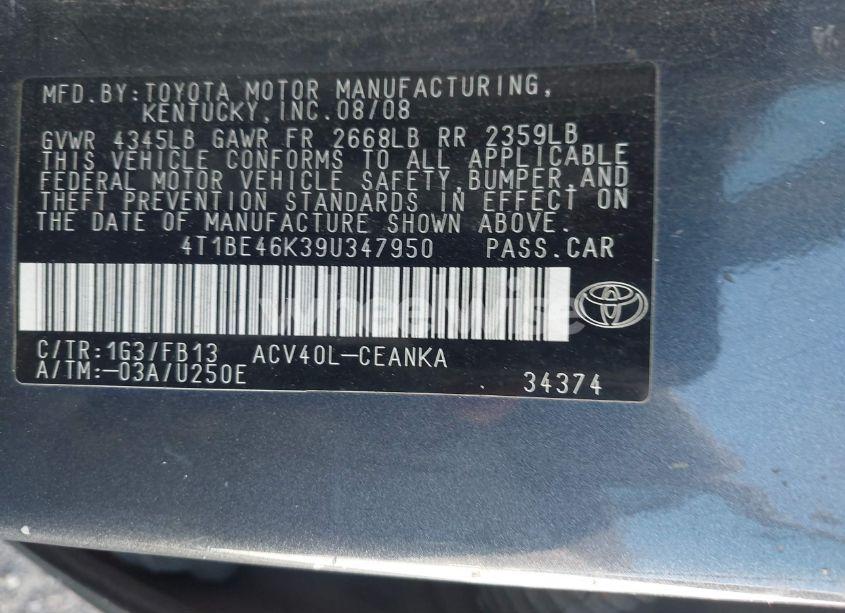 MFD.BY:TOYOTA MOTOR MANUFACTURING,
KENTUCKY,INC.08/08
GVWR 4345LB GAWR FR 2668LB RR 2359LB
THIS VEHICLE CONFORMS TO ALL APPLICABLE
FEDERAL MOTOR VEHICLE SAFETY,BUMPER,AND
THEFT PREVENTION STANDARDS IN EFFECT ON
THE DATE OF MANUFACTURE SHOWN ABOVE.
4T1BE46K39U347950 PASS.CAR
wheelwise
C/TR:1G3/FB13 ACV40L-CEANKA
A/TM:-03A/U250E 34374